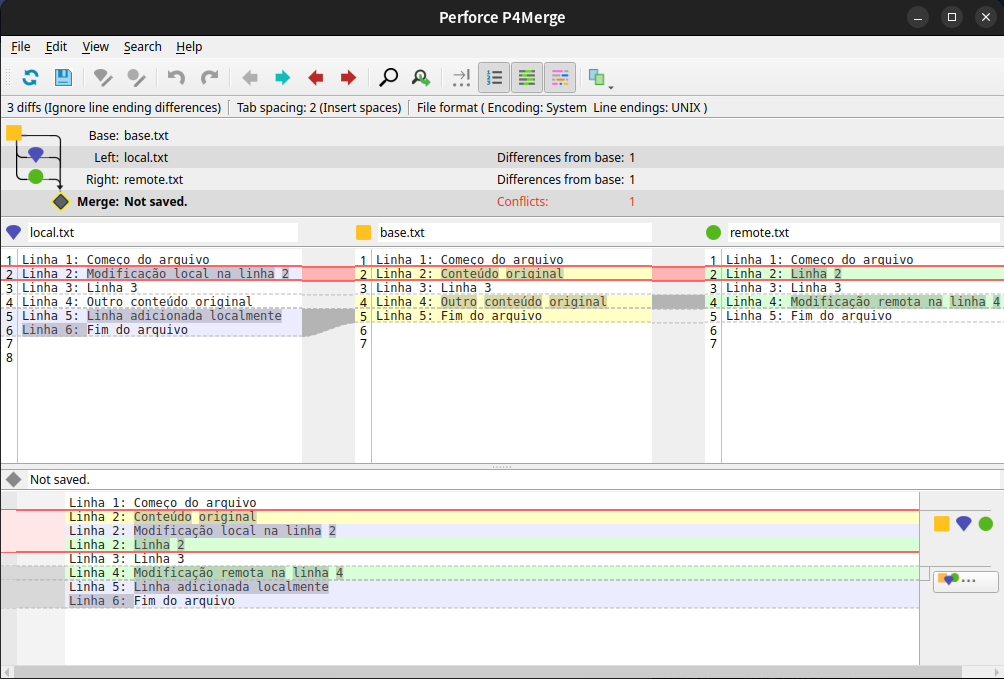 Perforce P4Merge
File Edit View Search Help
3 diffs (Ignore line ending differences) Tab spacing: 2 (Insert spaces) File format ( Encoding: System Line endings: UNIX )
Base: base.txt
Left: local.txt Differences from base: 1
Right: remote.txt Differences from base: 1
Merge: Not saved. Conflicts: 1
local.txt
1 Linha 1: Começo do arquivo
2 Linha 2: Modificação local na linha 2
3 Linha 3: Linha 3
4 Linha 4: Outro conteúdo original
5 Linha 5: Linha adicionada localmente
6 Linha 6: Fim do arquivo
7
8
base.txt
1 Linha 1: Começo do arquivo
2 Linha 2: Conteúdo original
3 Linha 3: Linha 3
4 Linha 4: Outro conteúdo original
5 Linha 5: Fim do arquivo
6
7
remote.txt
1 Linha 1: Começo do arquivo
2 Linha 2: Linha 2
3 Linha 3: Linha 3
4 Linha 4: Modificação remota na linha 4
5 Linha 5: Fim do arquivo
6
7
Not saved.
Linha 1: Começo do arquivo
Linha 2: Conteúdo original
Linha 2: Modificação local na linha 2
Linha 2: Linha 2
Linha 3: Linha 3
Linha 4: Modificação remota na linha 4
Linha 5: Linha adicionada localmente
Linha 6: Fim do arquivo
...